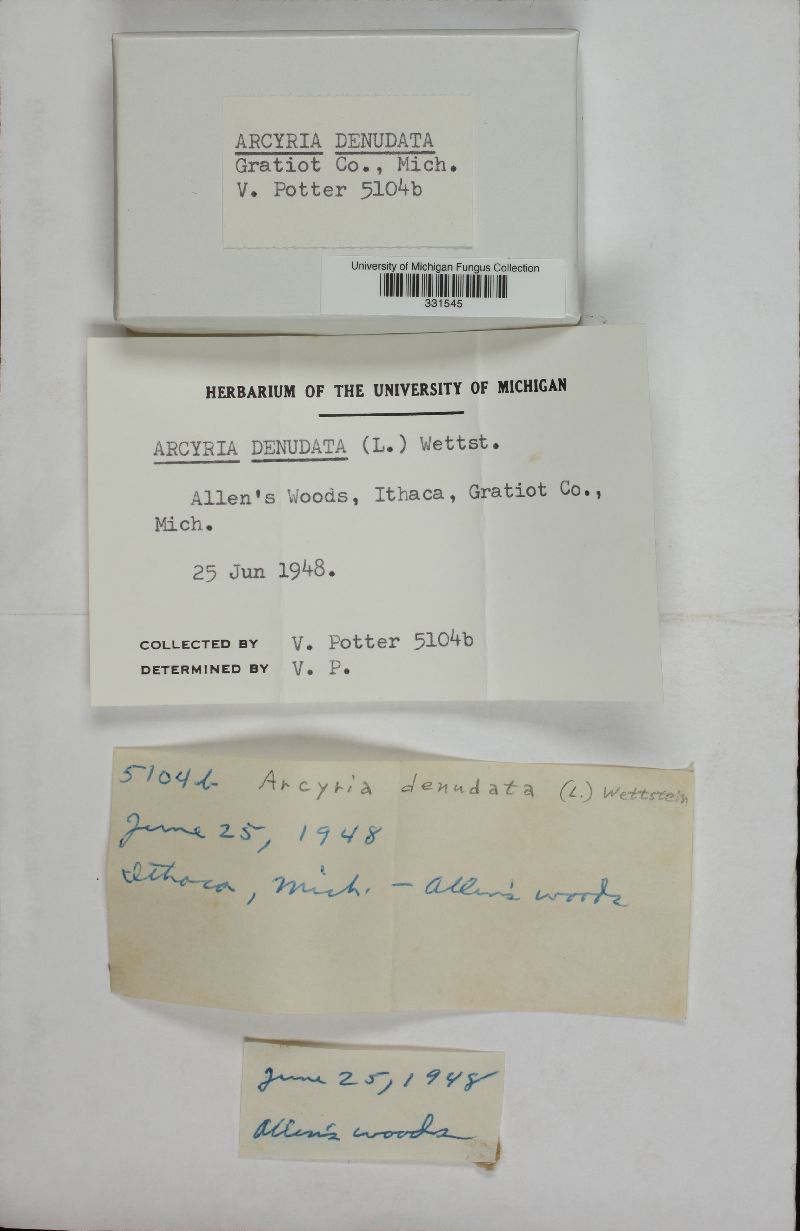 ARCYRIA DENUDATA
Gratiot Co., Mich.
V. Potter 5104b
University of Michigan Fungus Collection
331545
HERBARIUM OF THE UNIVERSITY OF MICHIGAN
ARCYRIA DENUDATA (L.) Wettst.
Allen's Woods, Ithaca, Gratiot Co.,
Mich.
25 Jun 1948.
COLLECTED BY V. Potter 5104b
DETERMINED BY V. P.
5104b Arcyria denudata (L.) Wettstein
June 25, 1948
Ithaca, Mich. - Allen's woods
June 25, 1948
Allen's woods